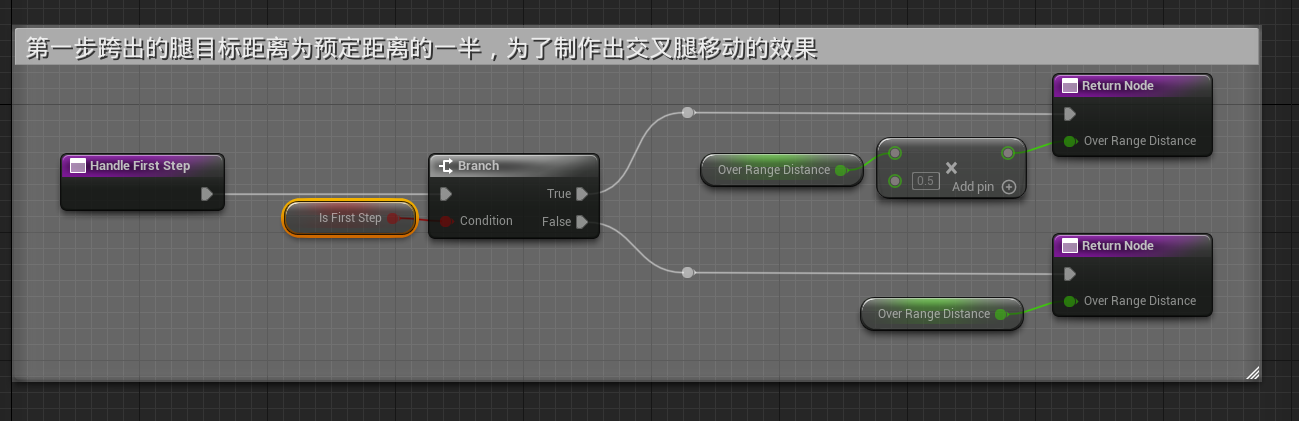 第一步跨出的腿目标距离为预定距离的一半，为了制作出交叉腿移动的效果
Return Node
Over Range Distance
Handle First Step
Branch
True
False
Is First Step
Condition
Over Range Distance
×
0.5
Add pin
Return Node
Over Range Distance
Over Range Distance